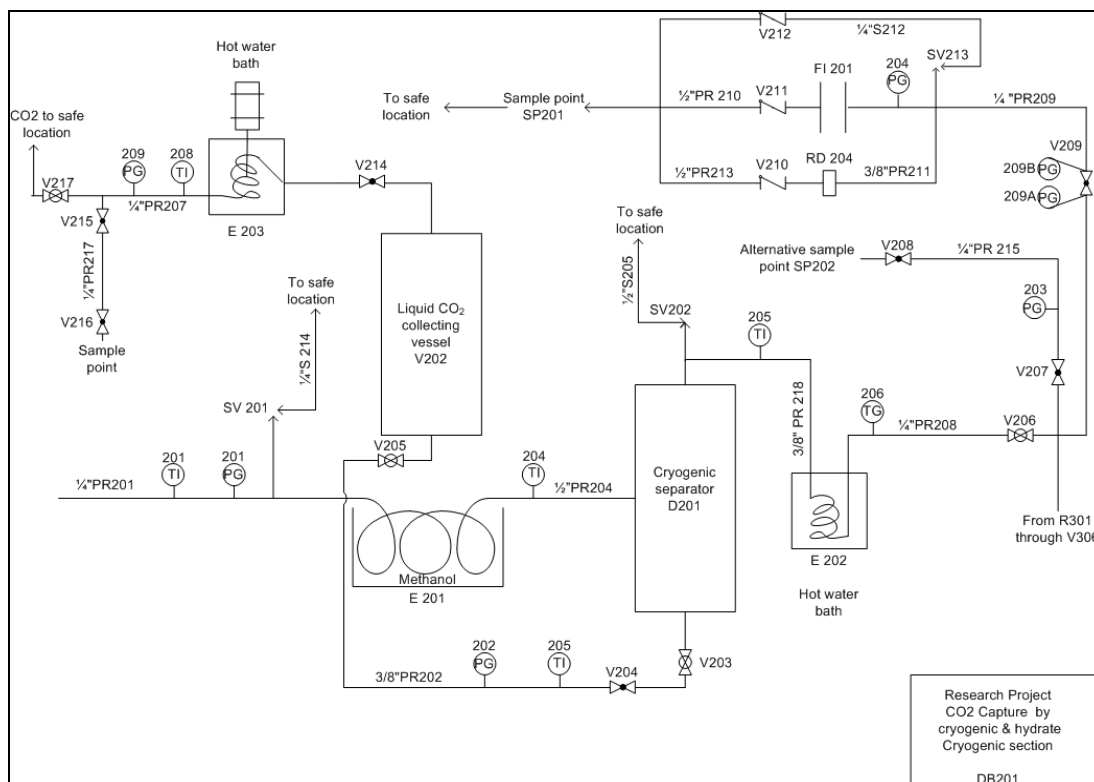 V212
¼“S212
Hot water
bath
SV213
FI 201
204
PG
To safe
location
Sample point
SP201
½”PR 210
V211
¼ ”PR209
CO2 to safe
location
209
PG
208
TI
V214
V209
209B
PG
209A
PG
RD 204
V210
½”PR213
3/8”PR211
V217
¼”PR207
V215
E 203
To safe
location
Alternative sample
point SP202
V208
¼“PR 215
¼”PR217
½”S205
To safe
location
203
PG
Liquid CO₂
collecting
vessel
V202
SV202
205
TI
V216
Sample
point
¼“S 214
V207
SV 201
206
TG
3/8" PR 218
¼”PR208
V206
V205
201
TI
201
PG
204
TI
Cryogenic
separator
D201
¼”PR201
½”PR204
From R301
through V306
Methanol
E 201
E 202
Hot water
bath
202
PG
205
TI
V203
3/8”PR202
V204
Research Project
CO2 Capture by
cryogenic & hydrate
Cryogenic section
DB201